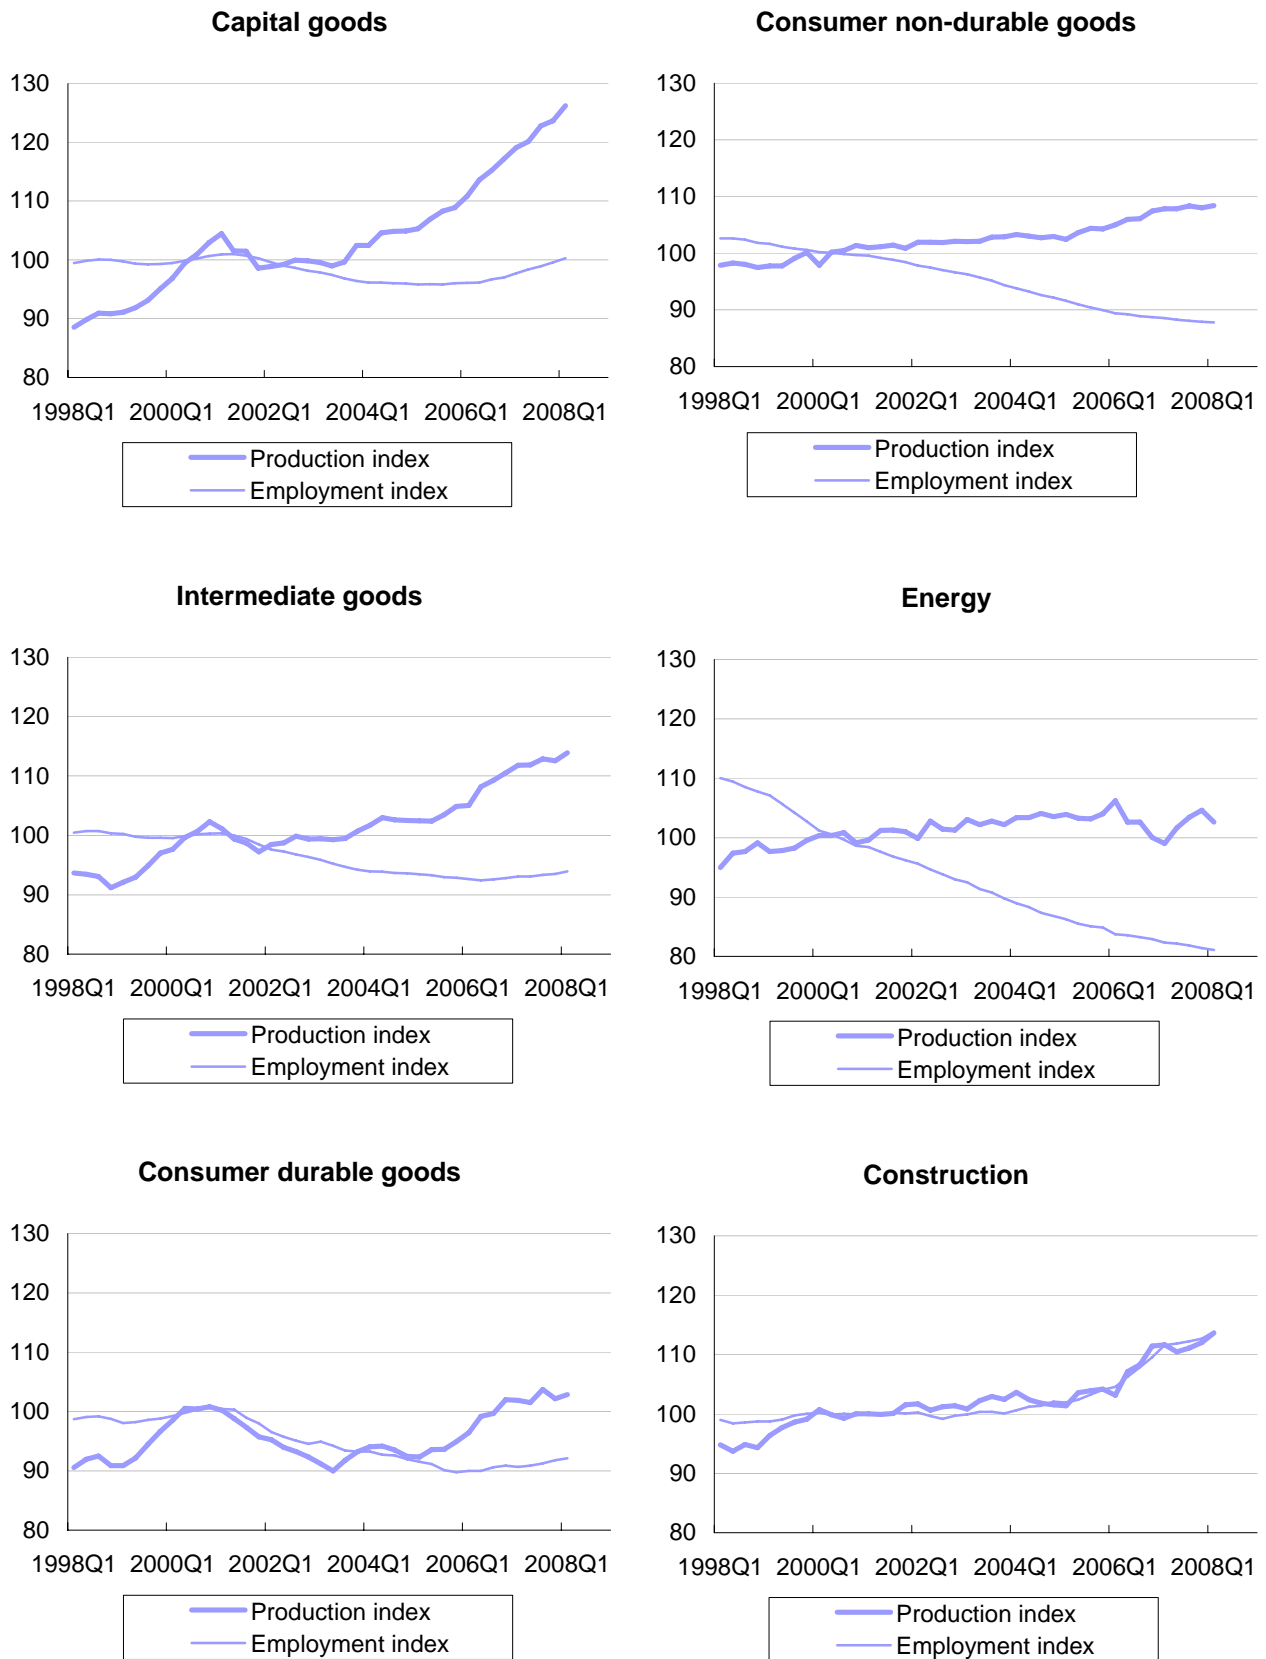 Capital goods
130
120
110
100
90
80
1998Q1 2000Q1 2002Q1 2004Q1 2006Q1 2008Q1
Production index
Employment index
Consumer non-durable goods
130
120
110
100
90
80
1998Q1 2000Q1 2002Q1 2004Q1 2006Q1 2008Q1
Production index
Employment index
Intermediate goods
130
120
110
100
90
80
1998Q1 2000Q1 2002Q1 2004Q1 2006Q1 2008Q1
Production index
Employment index
Energy
130
120
110
100
90
80
1998Q1 2000Q1 2002Q1 2004Q1 2006Q1 2008Q1
Production index
Employment index
Consumer durable goods
130
120
110
100
90
80
1998Q1 2000Q1 2002Q1 2004Q1 2006Q1 2008Q1
Production index
Employment index
Construction
130
120
110
100
90
80
1998Q1 2000Q1 2002Q1 2004Q1 2006Q1 2008Q1
Production index
Employment index